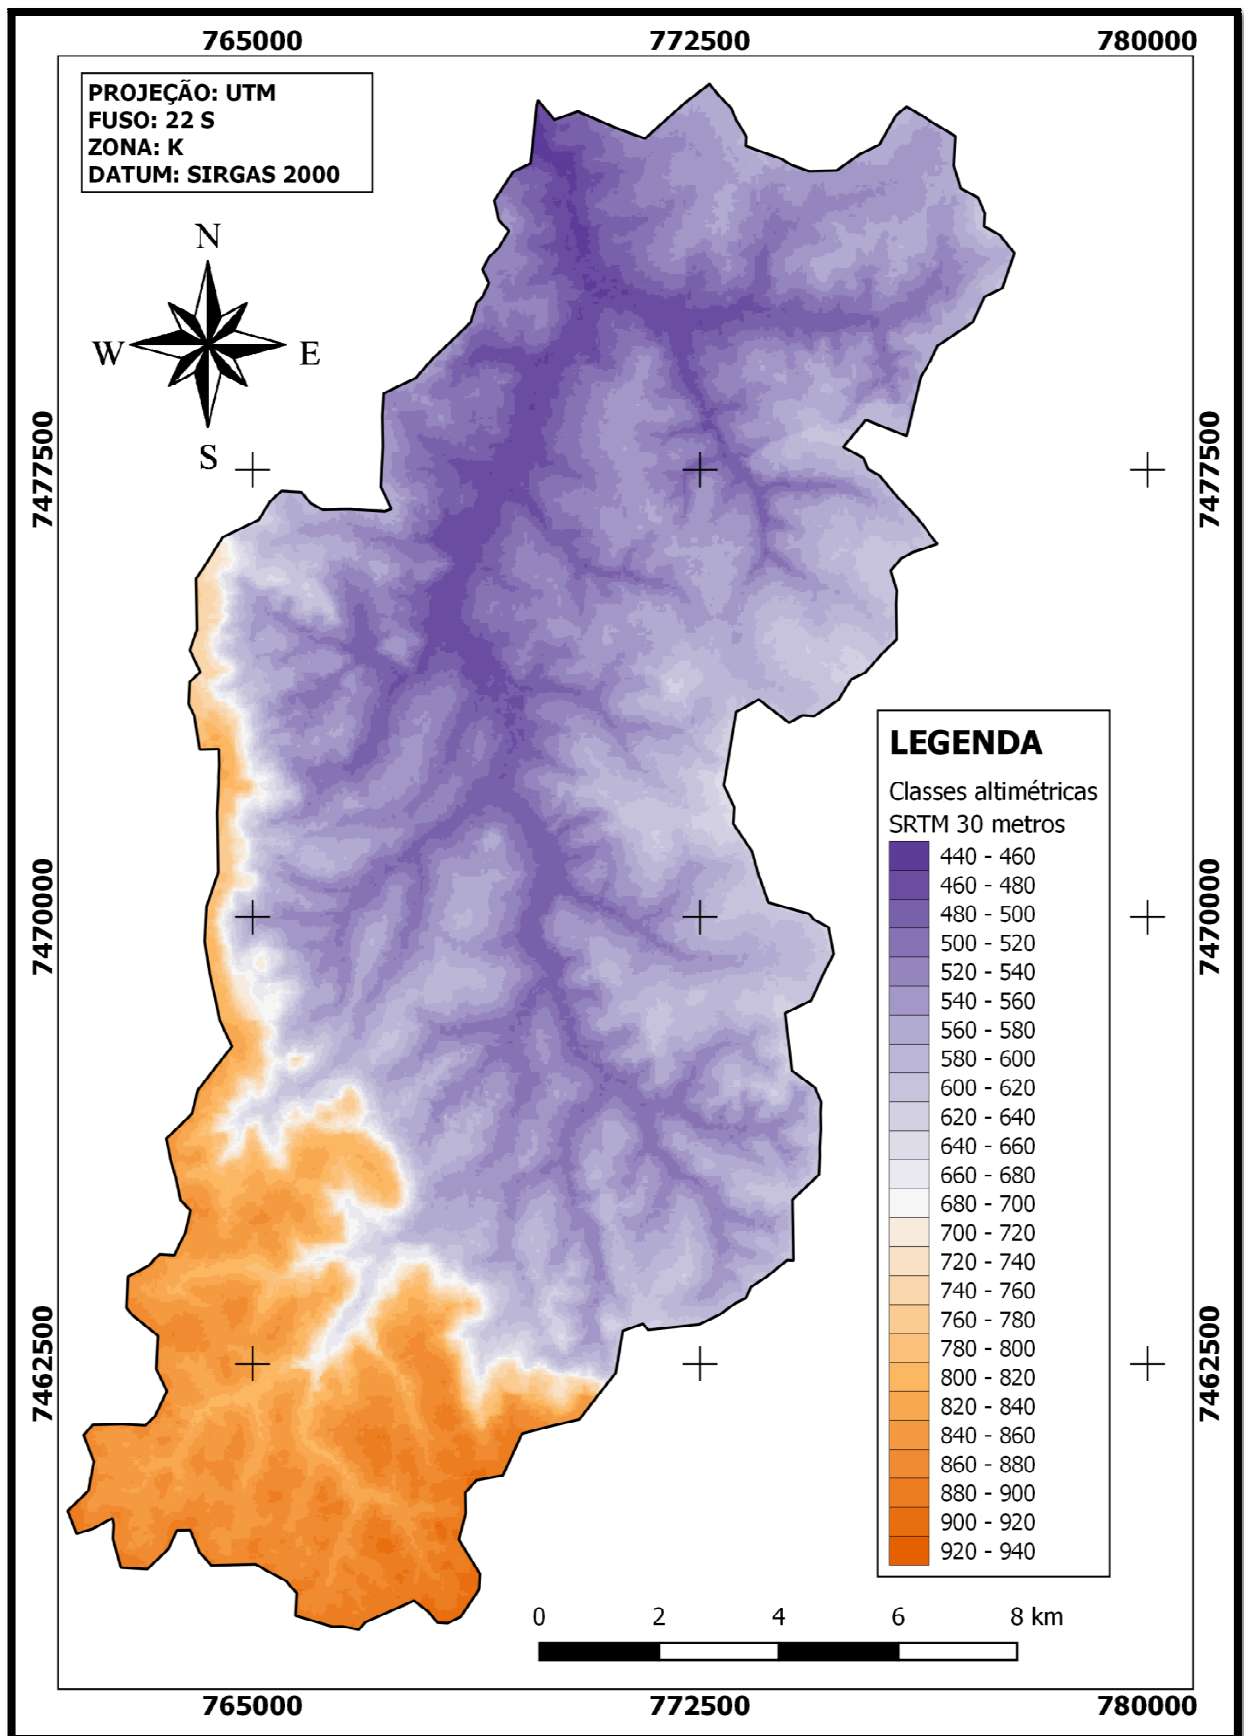 765000 772500 780000
PROJEÇÃO: UTM
FUSO: 22 S
ZONA: K
DATUM: SIRGAS 2000
N
W E
S
7477500 7477500
7470000 7470000
7462500 7462500
LEGENDA
Classes altimétricas
SRTM 30 metros
440 - 460
460 - 480
480 - 500
500 - 520
520 - 540
540 - 560
560 - 580
580 - 600
600 - 620
620 - 640
640 - 660
660 - 680
680 - 700
700 - 720
720 - 740
740 - 760
760 - 780
780 - 800
800 - 820
820 - 840
840 - 860
860 - 880
880 - 900
900 - 920
920 - 940
0 2 4 6 8 km
765000 772500 780000